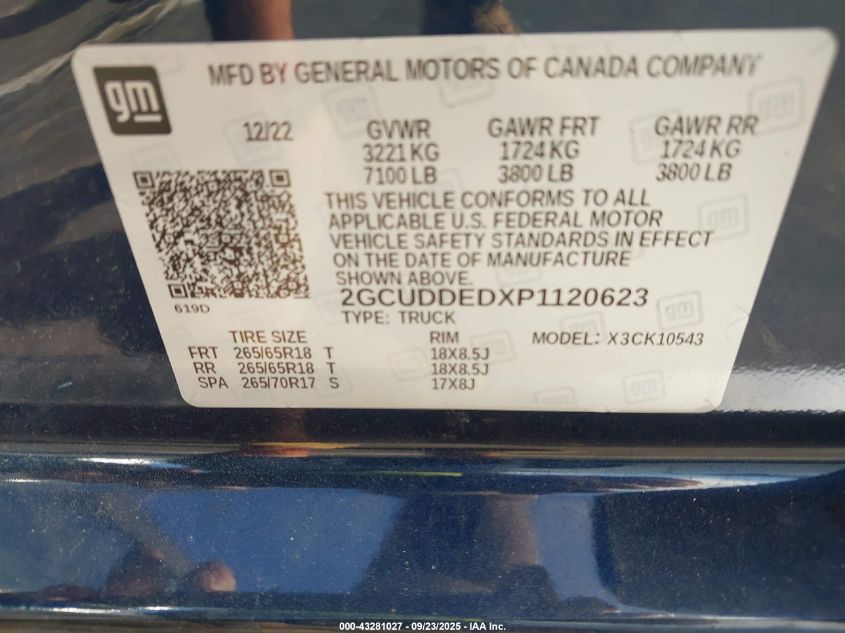 gm
MFD BY GENERAL MOTORS OF CANADA COMPANY
12/22 GVWR GAWR FRT GAWR RR
3221 KG 1724 KG 1724 KG
7100 LB 3800 LB 3800 LB
THIS VEHICLE CONFORMS TO ALL
APPLICABLE U.S. FEDERAL MOTOR
VEHICLE SAFETY STANDARDS IN EFFECT
ON THE DATE OF MANUFACTURE
SHOWN ABOVE.
2GCUDDEDXP1120623
619D
TYPE: TRUCK
TIRE SIZE RIM MODEL: X3CK10543
FRT 265/65R18 T 18X8.5J
RR 265/65R18 T 18X8.5J
SPA 265/70R17 S 17X8J
000-43281027 - 09/23/2025 - IAA Inc.